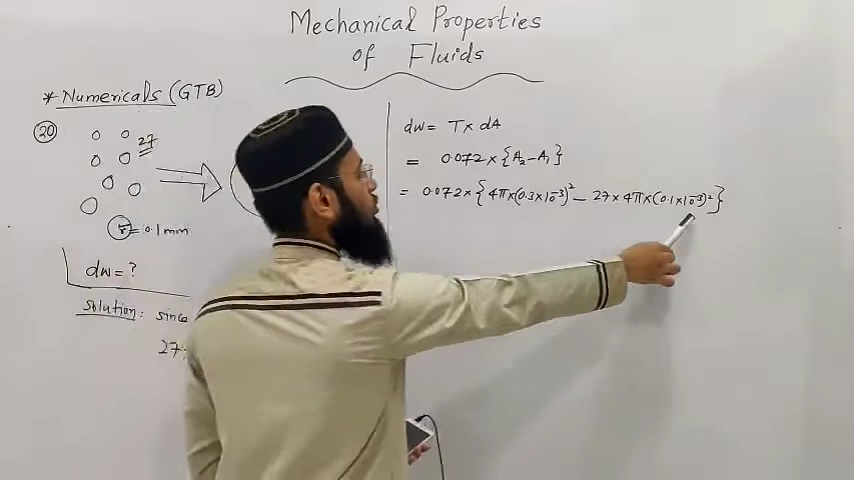 Mechanical Properties
of Fluids
* Numericals (GTB)
20
27
r = 0.1 mm
dw = ?
Solution: since
27
dw = T × dA
= 0.072 × {A₂ - A₁}
= 0.072 × {4π×(0.3×10⁻³)² - 27×4π×(0.1×10⁻³)²}